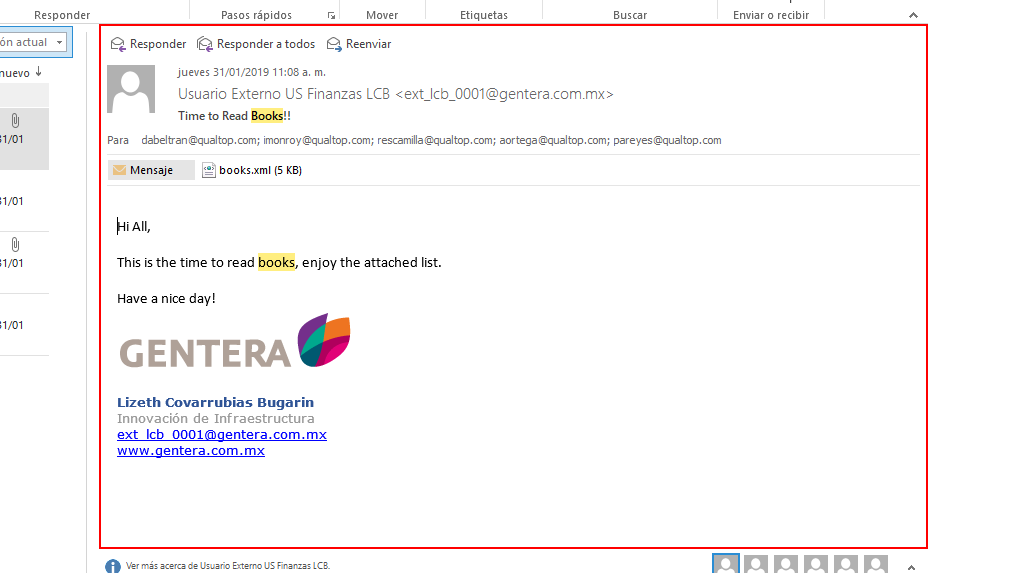 Responder Pasos rápidos Mover Etiquetas Buscar Enviar o recibir
ón actual
nuevo
Responder Responder a todos Reenviar
jueves 31/01/2019 11:08 a. m.
Usuario Externo US Finanzas LCB <ext_lcb_0001@gentera.com.mx>
Time to Read Books!!
Para dabeltran@qualtop.com; imonroy@qualtop.com; rescamilla@qualtop.com; aortega@qualtop.com; pareyes@qualtop.com
Mensaje books.xml (5 KB)
31/01
31/01
31/01
31/01
Hi All,
This is the time to read books, enjoy the attached list.
Have a nice day!
GENTERA
Lizeth Covarrubias Bugarin
Innovación de Infraestructura
ext_lcb_0001@gentera.com.mx
www.gentera.com.mx
Ver más acerca de Usuario Externo US Finanzas LCB.